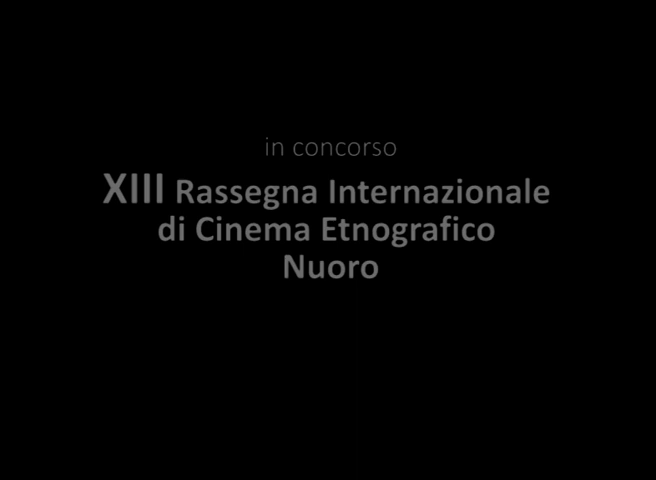 in concorso
XIII Rassegna Internazionale
di Cinema Etnografico
Nuoro